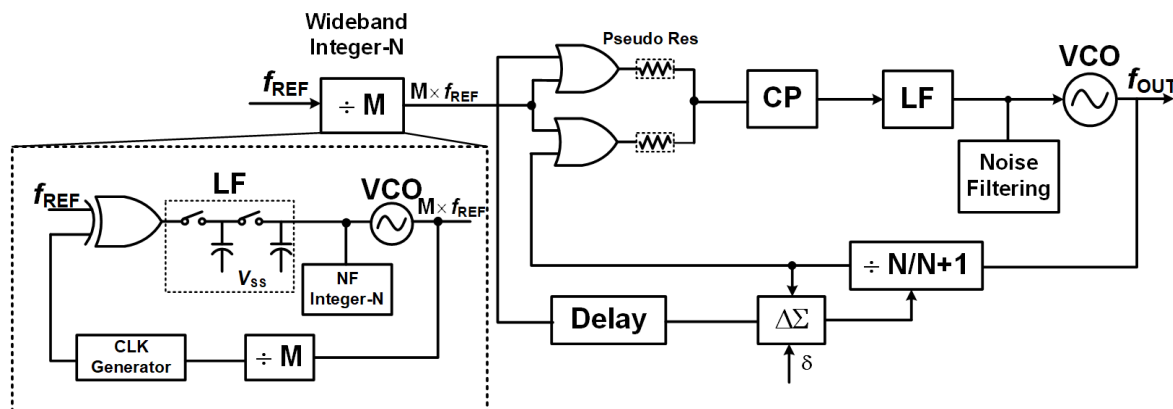 Wideband
Integer-N
fREF
÷ M
M× fREF
Pseudo Res
CP
LF
VCO
fOUT
Noise
Filtering
÷ N/N+1
Delay
ΔΣ
δ
fREF
LF
VSS
VCO
M× fREF
NF
Integer-N
CLK
Generator
÷ M